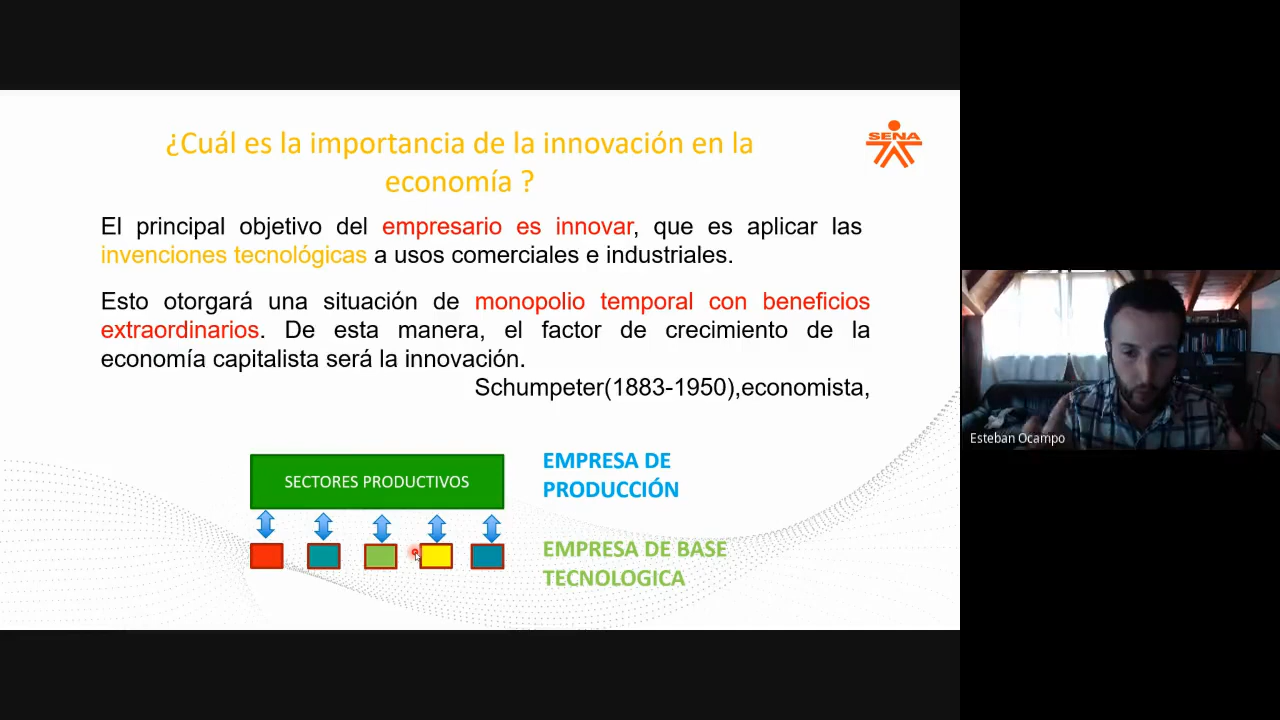 ¿Cuál es la importancia de la innovación en la
economía ?
SENA
El principal objetivo del empresario es innovar, que es aplicar las
invenciones tecnológicas a usos comerciales e industriales.
Esto otorgará una situación de monopolio temporal con beneficios
extraordinarios. De esta manera, el factor de crecimiento de la
economía capitalista será la innovación.
Schumpeter(1883-1950),economista,
SECTORES PRODUCTIVOS
EMPRESA DE
PRODUCCIÓN
EMPRESA DE BASE
TECNOLOGICA
Esteban Ocampo